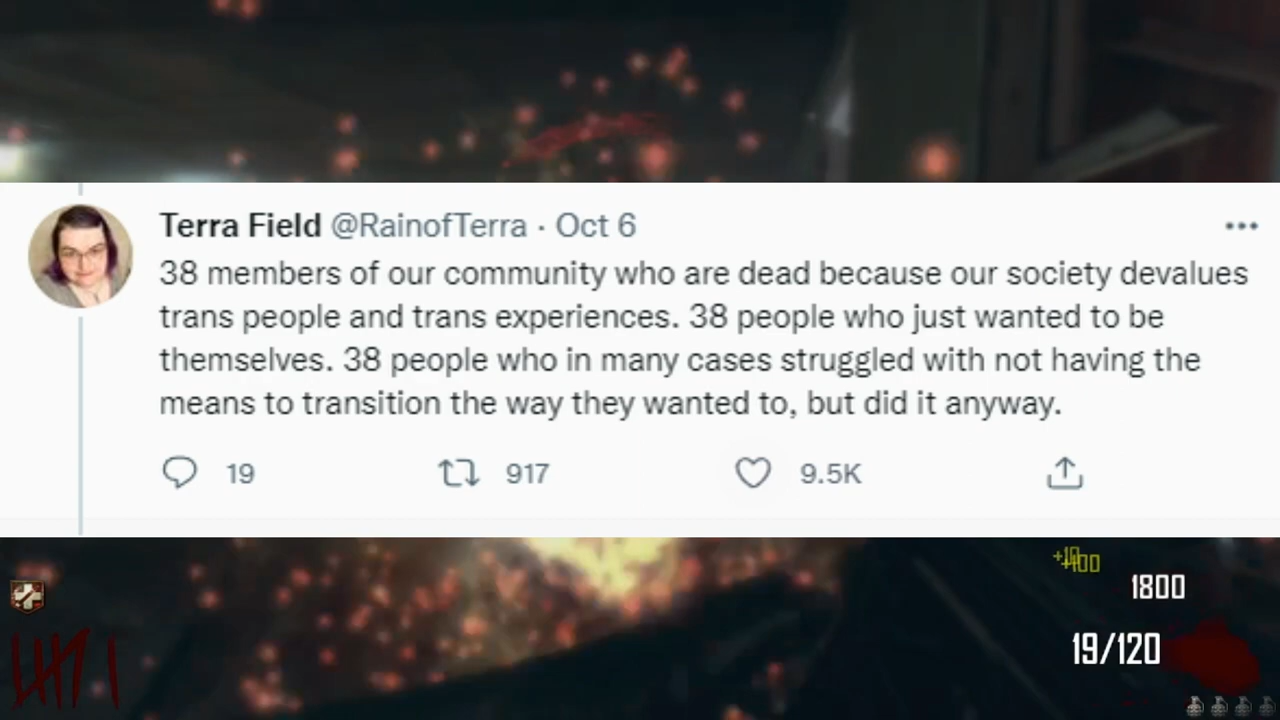 Terra Field @RainofTerra · Oct 6
38 members of our community who are dead because our society devalues
trans people and trans experiences. 38 people who just wanted to be
themselves. 38 people who in many cases struggled with not having the
means to transition the way they wanted to, but did it anyway.
19 917 9.5K
1800
19/120